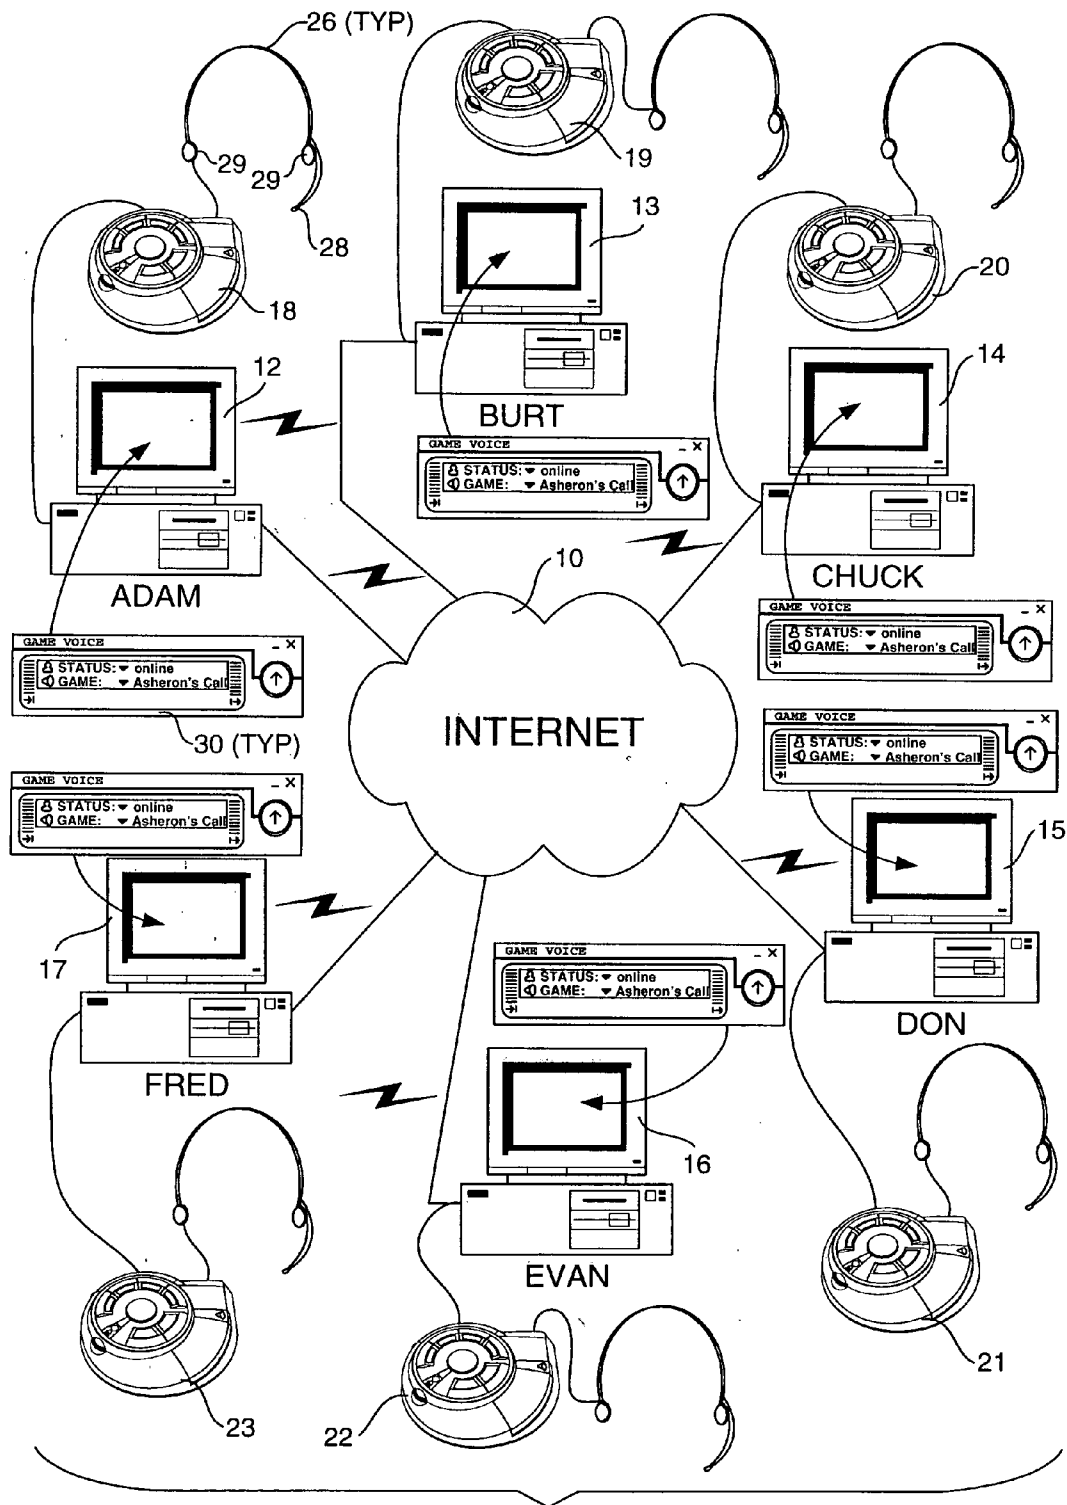 26 (TYP)
29
29
28
19
18
20
13
12
14
BURT
GAME VOICE
STATUS: online
GAME: Asheron's Call
ADAM
10
CHUCK
GAME VOICE
STATUS: online
GAME: Asheron's Call
GAME VOICE
STATUS: online
GAME: Asheron's Call
30 (TYP)
INTERNET
GAME VOICE
STATUS: online
GAME: Asheron's Call
GAME VOICE
STATUS: online
GAME: Asheron's Call
15
17
GAME VOICE
STATUS: online
GAME: Asheron's Call
DON
FRED
16
EVAN
21
23
22